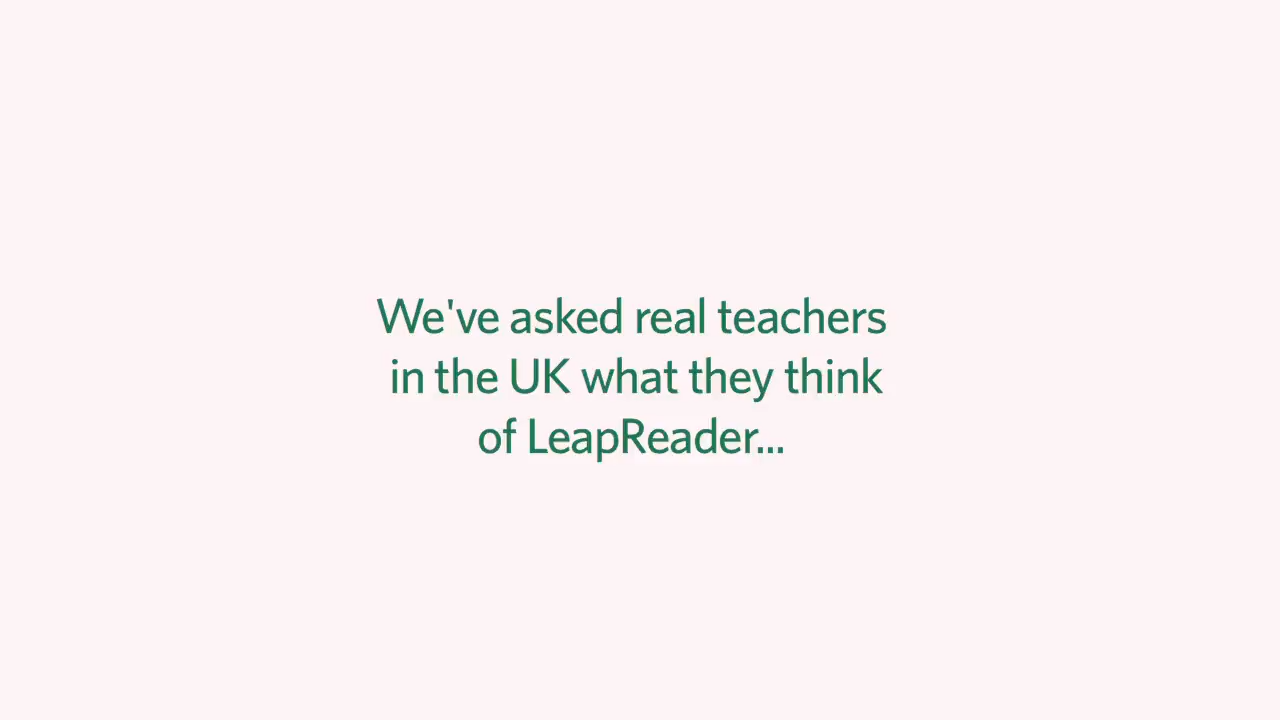 We've asked real teachers
in the UK what they think
of LeapReader...